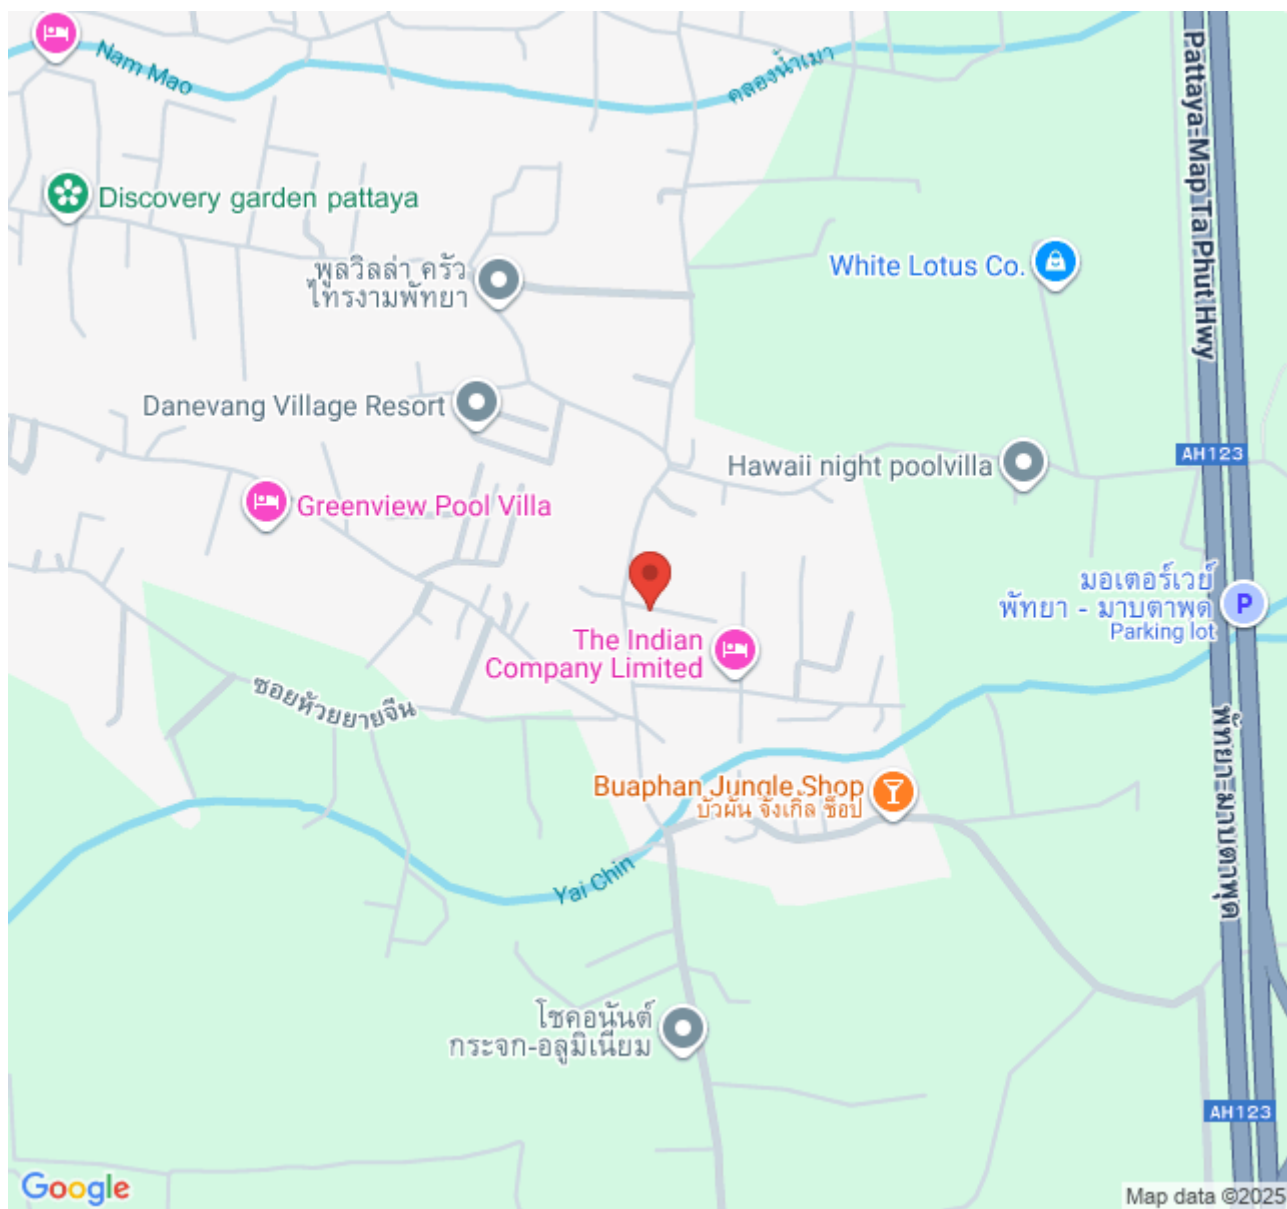 Nam Mao
คลองน้ำเมา
Pattaya-Map Ta Phut Hwy
Discovery garden pattaya
พูลวิลล่า ครัว
ไทรงามพัทยา
White Lotus Co.
Danevang Village Resort
AH123
Hawaii night poolvilla
Greenview Pool Villa
มอเตอร์เวย์
พัทยา - มาบตาพุด
Parking lot
P
The Indian
Company Limited
ซอยห้วยยายจีน
พัทยา-มาบตาพุด
Buaphan Jungle Shop
บัวผัน จังเกิ้ล ช็อป
Yai Chin
โชคอนันต์
กระจก-อลูมิเนียม
AH123
Google
Map data ©2025